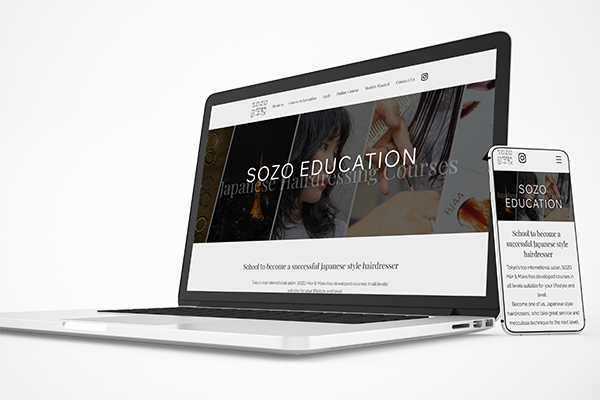 SOZO
About us Course Information Apply Online Course Models Wanted Contact Us
SOZO EDUCATION
Japanese Hairdressing Courses
School to become a successful Japanese style hairdresser
Tokyo's top international salon, SOZO Hair & Make has developed courses in all levels
suitable for your lifestyle and level.
SOZO
SOZO
EDUCATION
School to become a
successful Japanese style
hairdresser
Tokyo's top international salon, SOZO
Hair & Make has developed courses in all
levels suitable for your lifestyle and
level.
Become one of us, Japanese style
hairdressers, who take great service and
meticulous technique to the next level.